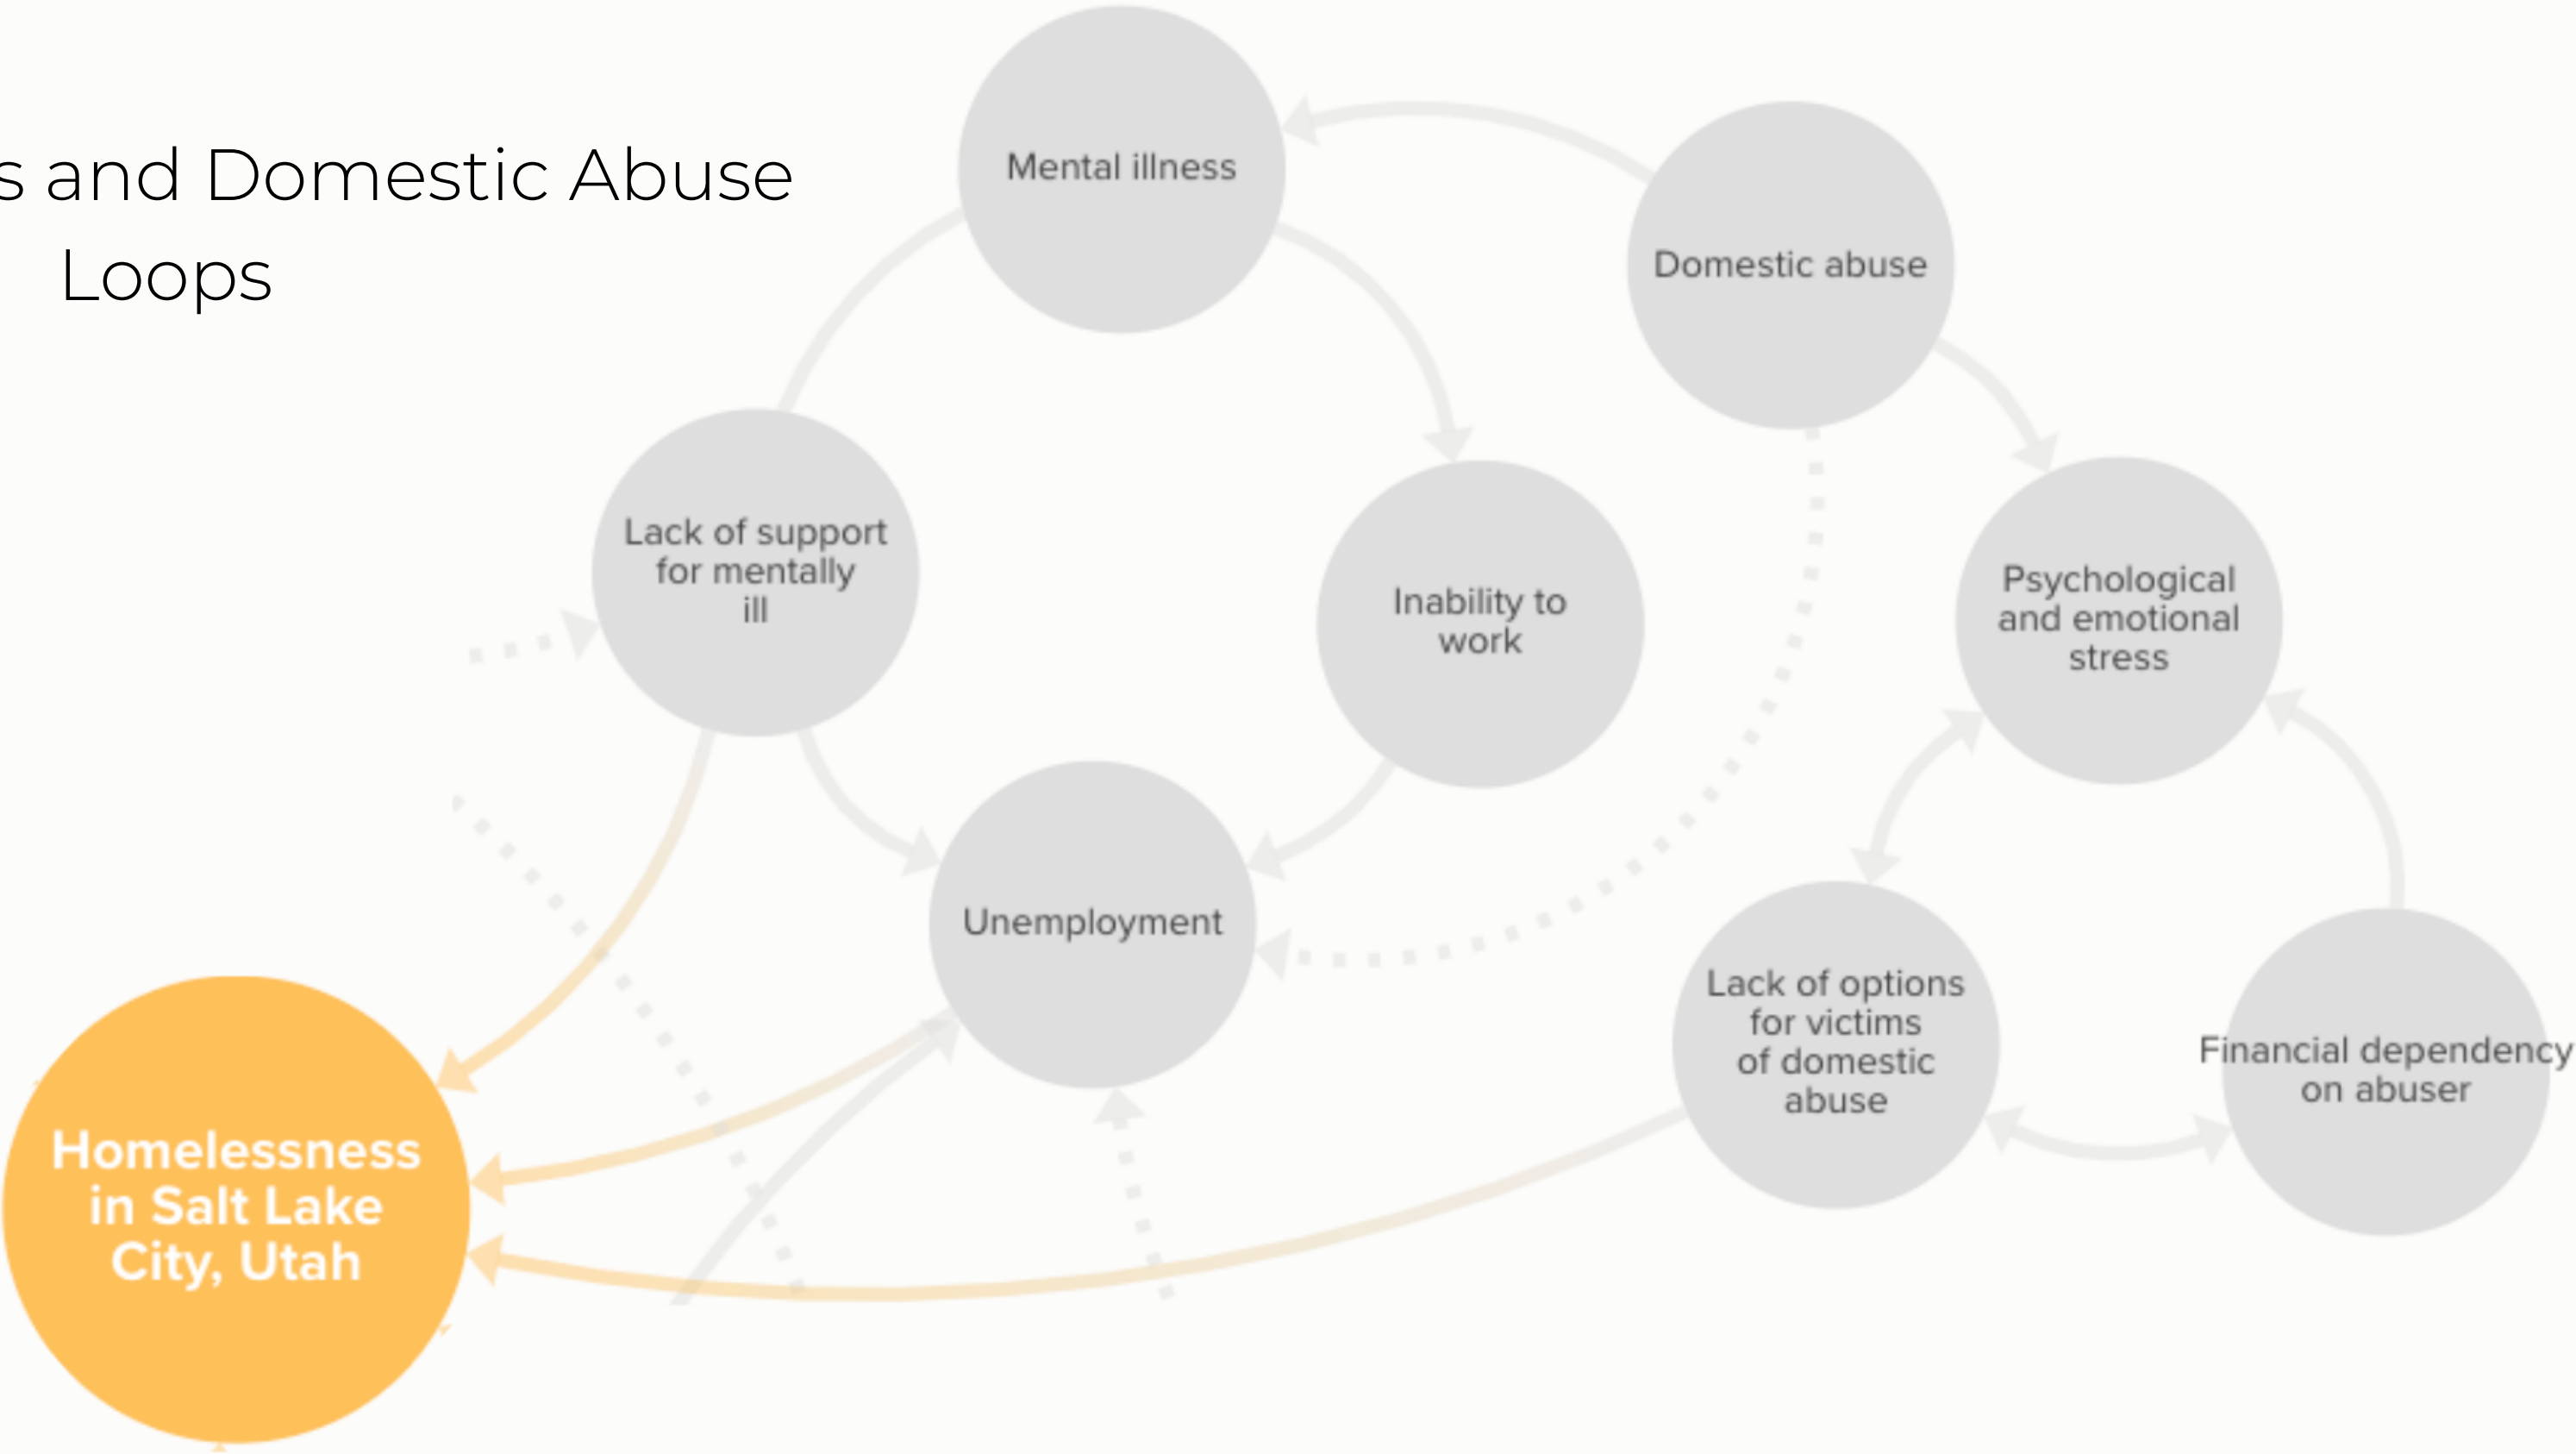 s and Domestic Abuse
Loops
Mental illness
Domestic abuse
Lack of support
for mentally
ill
Inability to
work
Psychological
and emotional
stress
Unemployment
Lack of options
for victims
of domestic
abuse
Financial dependency
on abuser
Homelessness
in Salt Lake
City, Utah